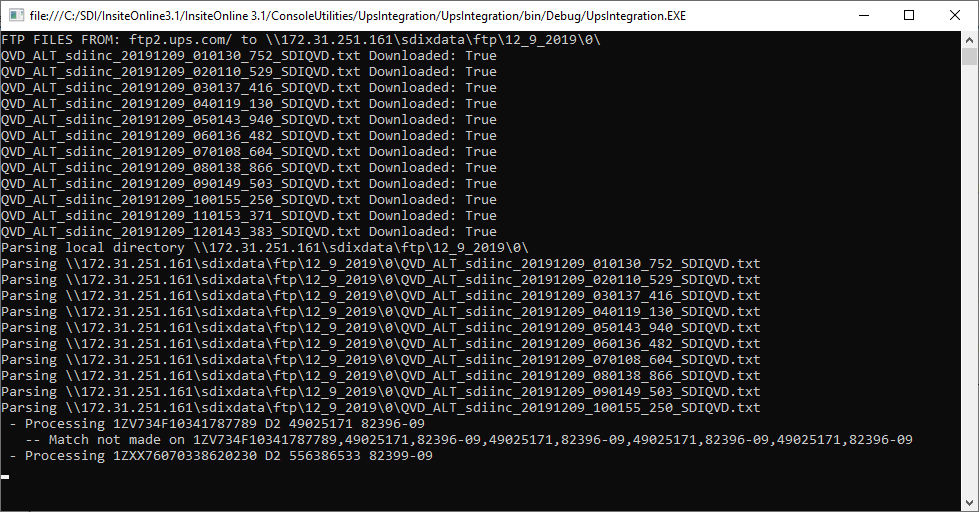 file:///C:/SDI/InsiteOnline3.1/InsiteOnline 3.1/ConsoleUtilities/UpsIntegration/UpsIntegration/bin/Debug/UpsIntegration.EXE
FTP FILES FROM: ftp2.ups.com/ to \\172.31.251.161\sdixdata\ftp\12_9_2019\0\
QVD_ALT_sdiinc_20191209_010130_752_SDIQVD.txt Downloaded: True
QVD_ALT_sdiinc_20191209_020110_529_SDIQVD.txt Downloaded: True
QVD_ALT_sdiinc_20191209_030137_416_SDIQVD.txt Downloaded: True
QVD_ALT_sdiinc_20191209_040119_130_SDIQVD.txt Downloaded: True
QVD_ALT_sdiinc_20191209_050143_940_SDIQVD.txt Downloaded: True
QVD_ALT_sdiinc_20191209_060136_482_SDIQVD.txt Downloaded: True
QVD_ALT_sdiinc_20191209_070108_604_SDIQVD.txt Downloaded: True
QVD_ALT_sdiinc_20191209_080138_866_SDIQVD.txt Downloaded: True
QVD_ALT_sdiinc_20191209_090149_503_SDIQVD.txt Downloaded: True
QVD_ALT_sdiinc_20191209_100155_250_SDIQVD.txt Downloaded: True
QVD_ALT_sdiinc_20191209_110153_371_SDIQVD.txt Downloaded: True
QVD_ALT_sdiinc_20191209_120143_383_SDIQVD.txt Downloaded: True
Parsing local directory \\172.31.251.161\sdixdata\ftp\12_9_2019\0\
Parsing \\172.31.251.161\sdixdata\ftp\12_9_2019\0\QVD_ALT_sdiinc_20191209_010130_752_SDIQVD.txt
Parsing \\172.31.251.161\sdixdata\ftp\12_9_2019\0\QVD_ALT_sdiinc_20191209_020110_529_SDIQVD.txt
Parsing \\172.31.251.161\sdixdata\ftp\12_9_2019\0\QVD_ALT_sdiinc_20191209_030137_416_SDIQVD.txt
Parsing \\172.31.251.161\sdixdata\ftp\12_9_2019\0\QVD_ALT_sdiinc_20191209_040119_130_SDIQVD.txt
Parsing \\172.31.251.161\sdixdata\ftp\12_9_2019\0\QVD_ALT_sdiinc_20191209_050143_940_SDIQVD.txt
Parsing \\172.31.251.161\sdixdata\ftp\12_9_2019\0\QVD_ALT_sdiinc_20191209_060136_482_SDIQVD.txt
Parsing \\172.31.251.161\sdixdata\ftp\12_9_2019\0\QVD_ALT_sdiinc_20191209_070108_604_SDIQVD.txt
Parsing \\172.31.251.161\sdixdata\ftp\12_9_2019\0\QVD_ALT_sdiinc_20191209_080138_866_SDIQVD.txt
Parsing \\172.31.251.161\sdixdata\ftp\12_9_2019\0\QVD_ALT_sdiinc_20191209_090149_503_SDIQVD.txt
Parsing \\172.31.251.161\sdixdata\ftp\12_9_2019\0\QVD_ALT_sdiinc_20191209_100155_250_SDIQVD.txt
- Processing 1ZV734F10341787789 D2 49025171 82396-09
-- Match not made on 1ZV734F10341787789,49025171,82396-09,49025171,82396-09,49025171,82396-09,49025171,82396-09
- Processing 1ZXX76070338620230 D2 556386533 82399-09